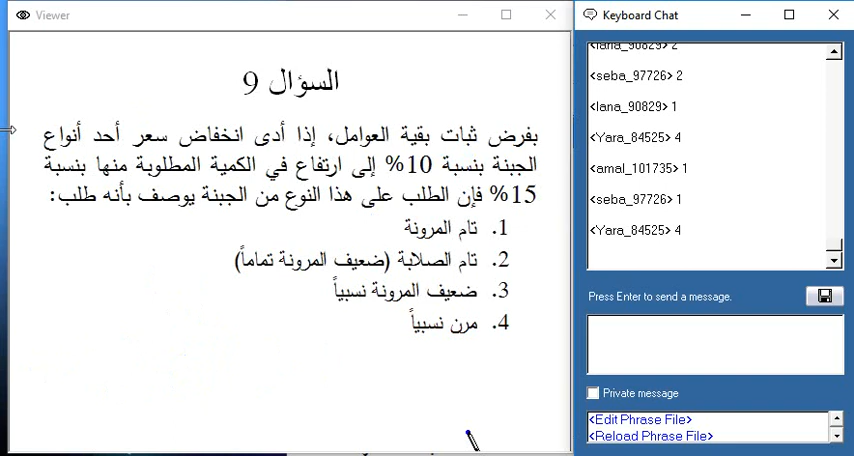 Viewer
السؤال 9
بفرض ثبات بقية العوامل، إذا أدى انخفاض سعر أحد أنواع
الجبنة بنسبة 10% إلى ارتفاع في الكمية المطلوبة منها بنسبة
15% فإن الطلب على هذا النوع من الجبنة يوصف بأنه طلب:
1. تام المرونة
2. تام الصلابة (ضعيف المرونة تماماً)
3. ضعيف المرونة نسبياً
4. مرن نسبياً
Keyboard Chat
<lana_90829> 2
<seba_97726> 2
<lana_90829> 1
<Yara_84525> 4
<amal_101735> 1
<seba_97726> 1
<Yara_84525> 4
Press Enter to send a message.
Private message
<Edit Phrase File>
<Reload Phrase File>